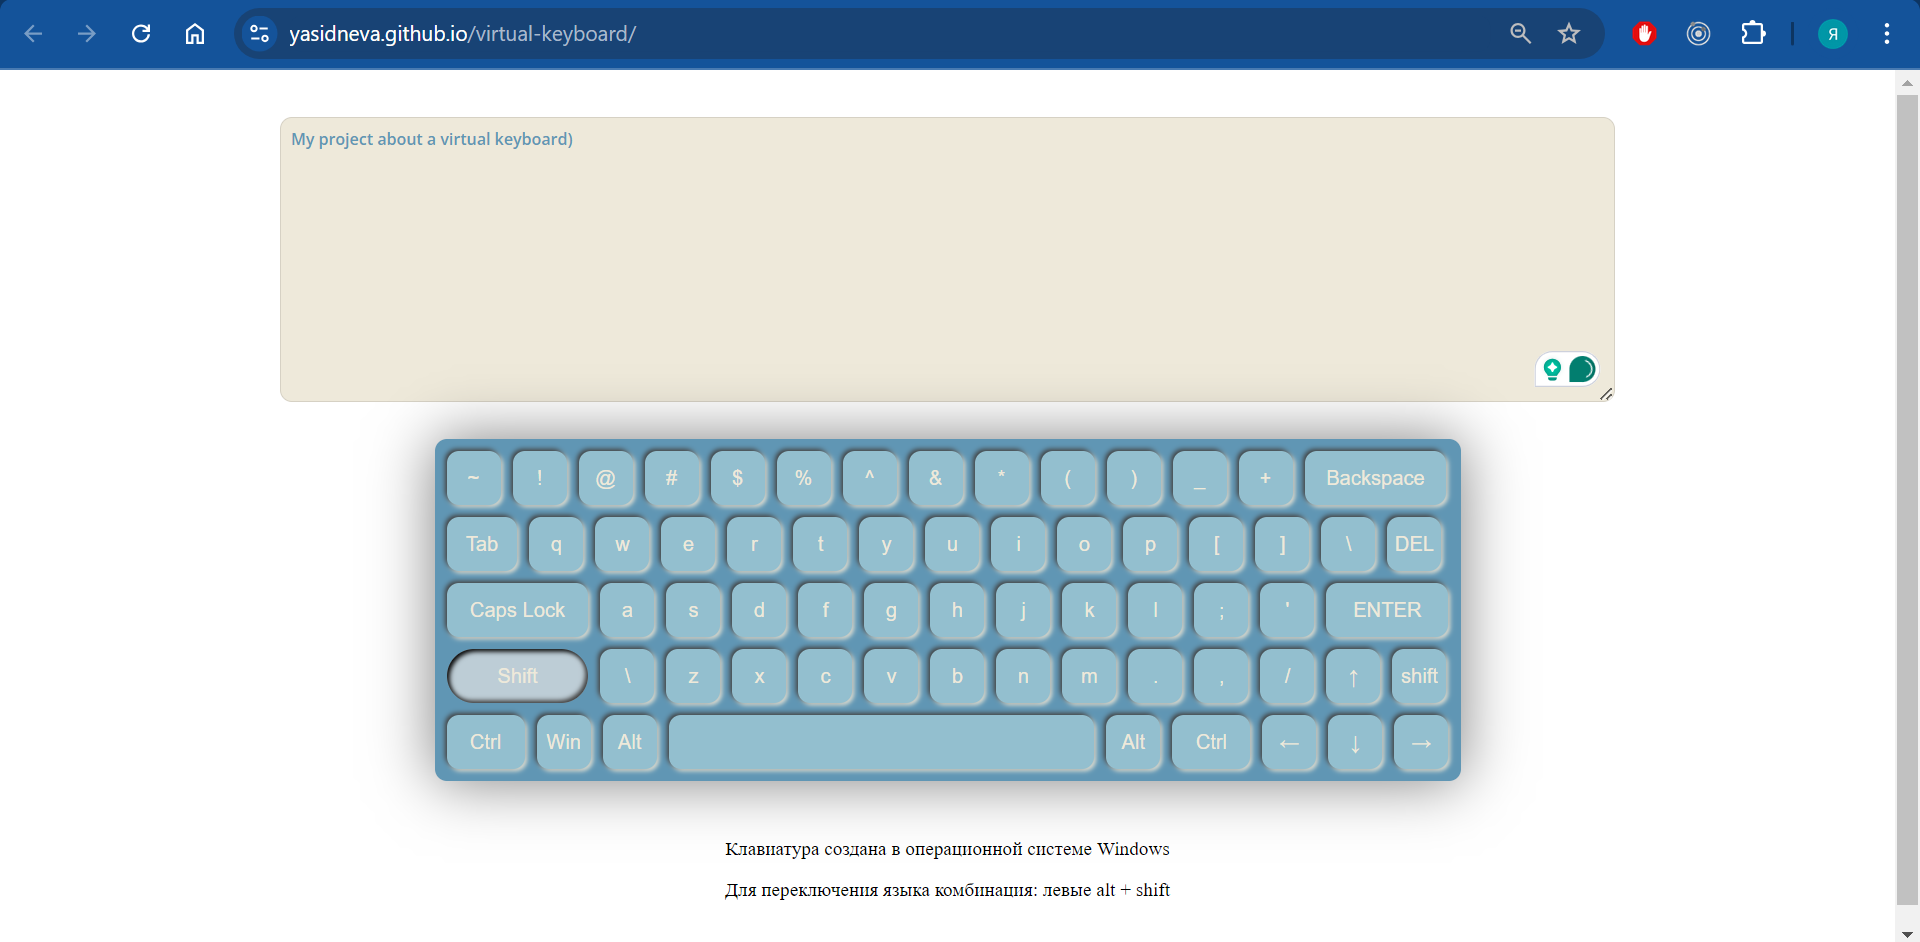 yasidneva.github.io/virtual-keyboard/
Я
My project about a virtual keyboard)
~ ! @ # $ % ^ & * ( ) _ + Backspace
Tab q w e r t y u i o p [ ] \ DEL
Caps Lock a s d f g h j k l ; ' ENTER
Shift \ z x c v b n m . , / ↑ shift
Ctrl Win Alt Alt Ctrl ← ↓ →
Клавиатура создана в операционной системе Windows
Для переключения языка комбинация: левые alt + shift